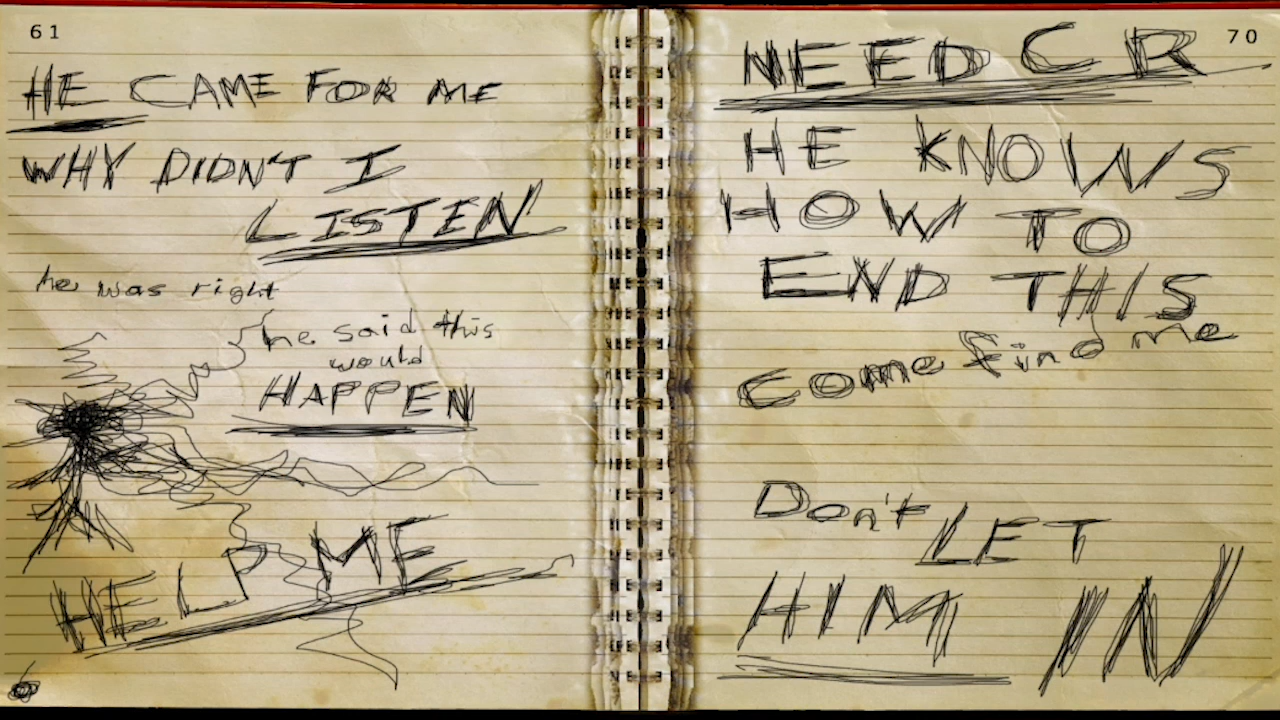 61
HE CAME FOR ME
WHY DIDN'T I
LISTEN
he was right
he said this
would
HAPPEN
HELP ME
70
NEED CR
HE KNOWS
HOW TO
END THIS
come find me
Don't LET
HIM IN